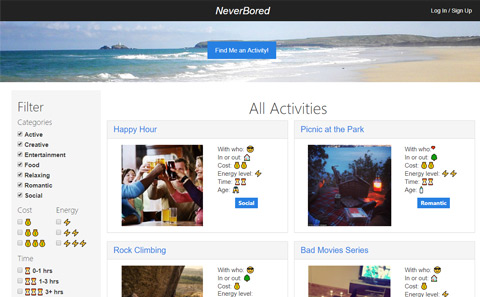 NeverBored
Log In / Sign Up
Find Me an Activity!
Filter
Categories
Active
Creative
Entertainment
Food
Relaxing
Romantic
Social
Cost Energy
Time
0-1 hrs
1-3 hrs
3+ hrs
All Activities
Happy Hour
With who:
In or out:
Cost:
Energy level:
Time:
Age:
Social
Picnic at the Park
With who:
In or out:
Cost:
Energy level:
Time:
Age:
Romantic
Rock Climbing
With who:
In or out:
Cost:
Energy level:
Bad Movies Series
With who:
In or out:
Cost:
Energy level: